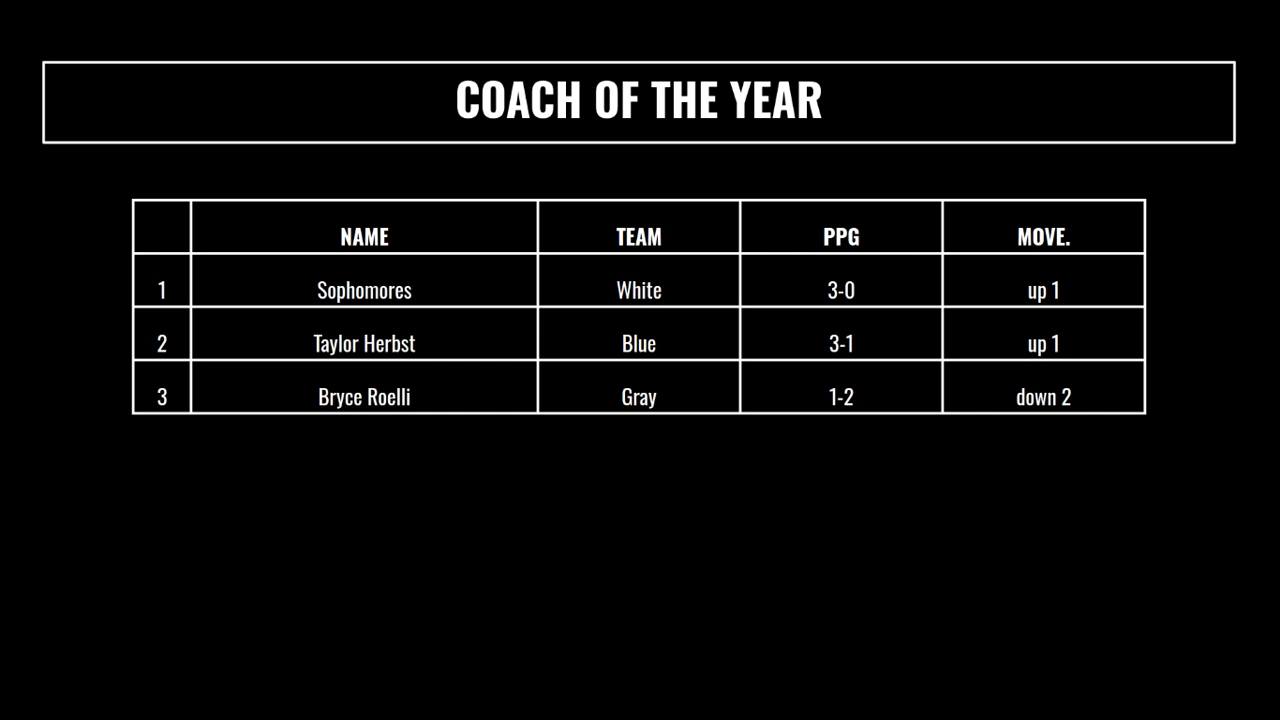 COACH OF THE YEAR
NAME TEAM PPG MOVE.
1 Sophomores White 3-0 up 1
2 Taylor Herbst Blue 3-1 up 1
3 Bryce Roelli Gray 1-2 down 2